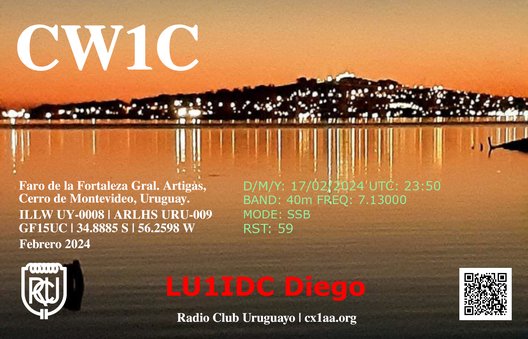 CW1C
Faro de la Fortaleza Gral. Artigas,
Cerro de Montevideo, Uruguay.
ILLW UY-0008 | ARLHS URU-009
GF15UC | 34.8885 S | 56.2598 W
Febrero 2024
D/M/Y: 17/02/2024 UTC: 23:50
BAND: 40m FREQ: 7.13000
MODE: SSB
RST: 59
RCU
LU1IDC Diego
Radio Club Uruguayo | cx1aa.org